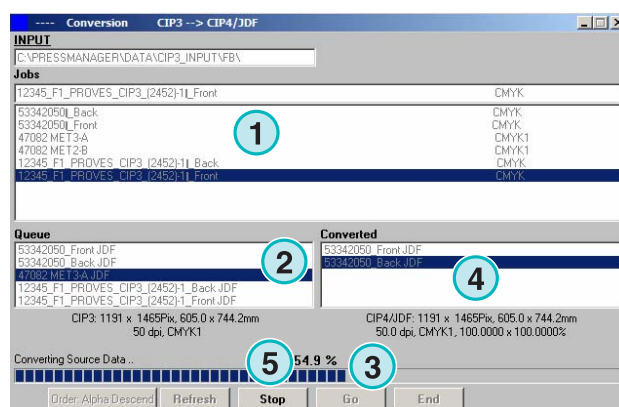 ---- Conversion CIP3 --> CIP4/JDF
INPUT
C:\PRESSMANAGER\DATA\CIP3_INPUT\FB\
Jobs
12345_F1_PROVES_CIP3_(2452)-1|_Front CMYK
53342050|_Back CMYK
53342050|_Front CMYK
47082 MET3-A CMYK1
47082 MET2-B CMYK1
12345_F1_PROVES_CIP3_(2452)-1|_Back CMYK
12345_F1_PROVES_CIP3_(2452)-1|_Front CMYK
1
Queue Converted
53342050_Front.JDF 53342050_Front.JDF
53342050_Back.JDF 53342050_Back.JDF
47082 MET3-A.JDF
12345_F1_PROVES_CIP3_(2452)-1_Back.JDF
12345_F1_PROVES_CIP3_(2452)-1_Front.JDF
2 4
CIP3: 1191 x 1465Pix, 605.0 x 744.2mm CIP4/JDF: 1191 x 1465Pix, 605.0 x 744.2mm
50 dpi, CMYK1 50.0 dpi, CMYK1, 100.0000 x 100.0000%
Converting Source Data .. 5 54.9 % 3
Order: Alpha Descend Refresh Stop Go End